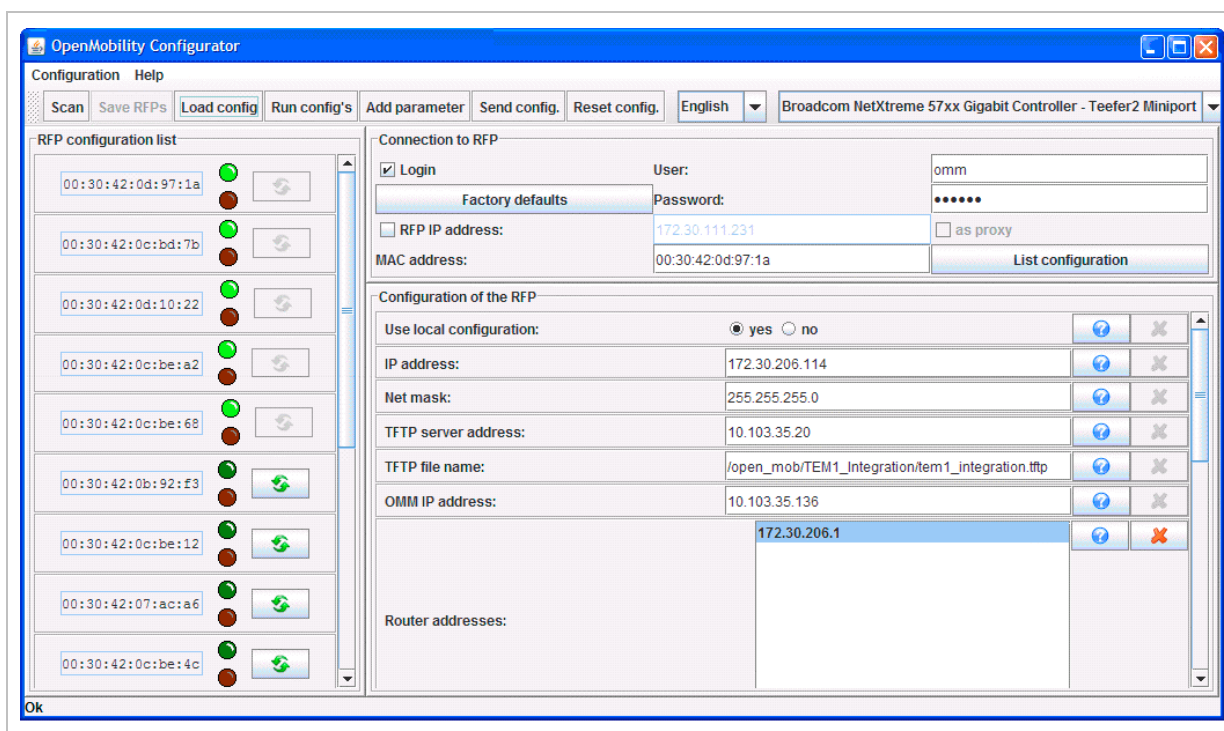 OpenMobility Configurator
Configuration Help
Scan Save RFPs Load config Run config's Add parameter Send config. Reset config. English Broadcom NetXtreme 57xx Gigabit Controller - Teefer2 Miniport
RFP configuration list
00:30:42:0d:97:1a
00:30:42:0c:bd:7b
00:30:42:0d:10:22
00:30:42:0c:be:a2
00:30:42:0c:be:68
00:30:42:0b:92:f3
00:30:42:0c:be:12
00:30:42:07:ac:a6
00:30:42:0c:be:4c
Connection to RFP
Login User: omm
Factory defaults Password: ••••••
RFP IP address: 172.30.111.231 as proxy
MAC address: 00:30:42:0d:97:1a List configuration
Configuration of the RFP
Use local configuration: yes no
IP address: 172.30.206.114
Net mask: 255.255.255.0
TFTP server address: 10.103.35.20
TFTP file name: /open_mob/TEM1_Integration/tem1_integration.tftp
OMM IP address: 10.103.35.136
172.30.206.1
Router addresses:
Ok